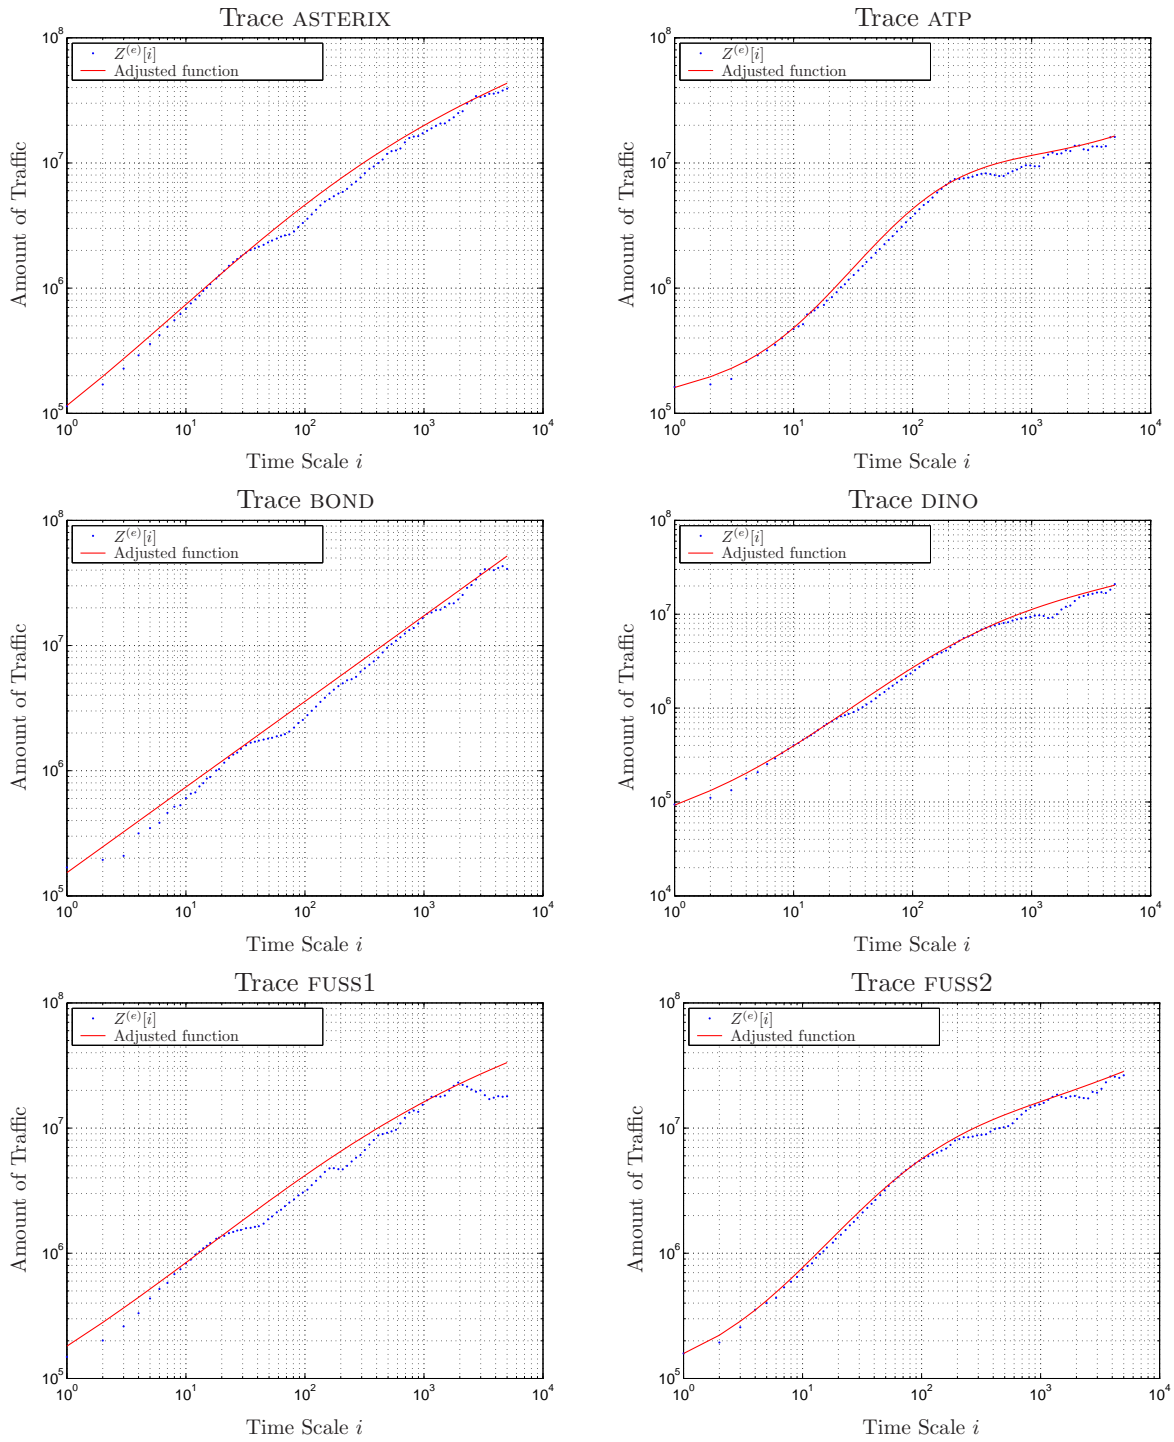 Trace ASTERIX
10^8
Z^(e)[i]
Adjusted function
10^7
10^6
10^5
Amount of Traffic
10^0 10^1 10^2 10^3 10^4
Time Scale i
Trace ATP
10^8
Z^(e)[i]
Adjusted function
10^7
10^6
10^5
Amount of Traffic
10^0 10^1 10^2 10^3 10^4
Time Scale i
Trace BOND
10^8
Z^(e)[i]
Adjusted function
10^7
10^6
10^5
Amount of Traffic
10^0 10^1 10^2 10^3 10^4
Time Scale i
Trace DINO
10^8
Z^(e)[i]
Adjusted function
10^7
10^6
10^5
10^4
Amount of Traffic
10^0 10^1 10^2 10^3 10^4
Time Scale i
Trace FUSS1
10^8
Z^(e)[i]
Adjusted function
10^7
10^6
10^5
Amount of Traffic
10^0 10^1 10^2 10^3 10^4
Time Scale i
Trace FUSS2
10^8
Z^(e)[i]
Adjusted function
10^7
10^6
10^5
Amount of Traffic
10^0 10^1 10^2 10^3 10^4
Time Scale i